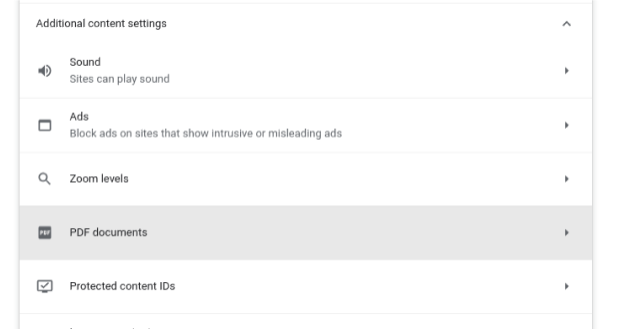 Additional content settings
Sound
Sites can play sound
Ads
Block ads on sites that show intrusive or misleading ads
Zoom levels
PDF
PDF documents
Protected content IDs